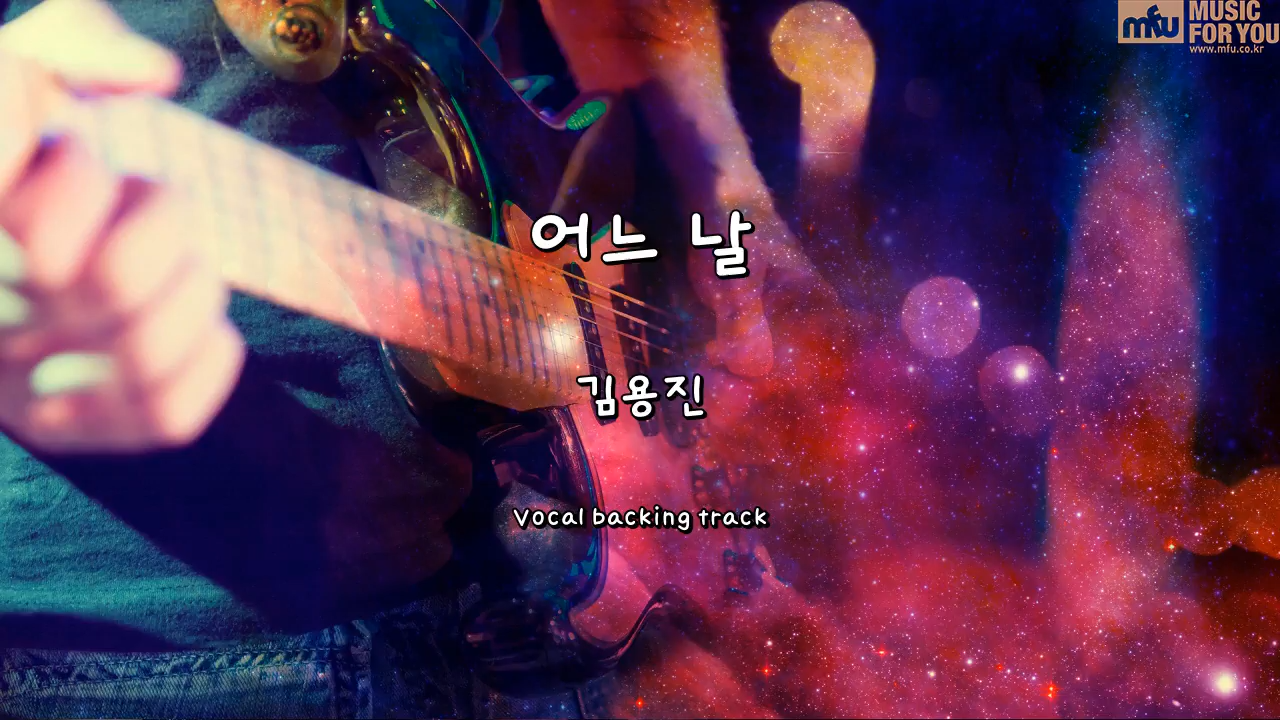 mfu MUSIC
FOR YOU
www.mfu.co.kr
어느 날
김용진
Vocal backing track